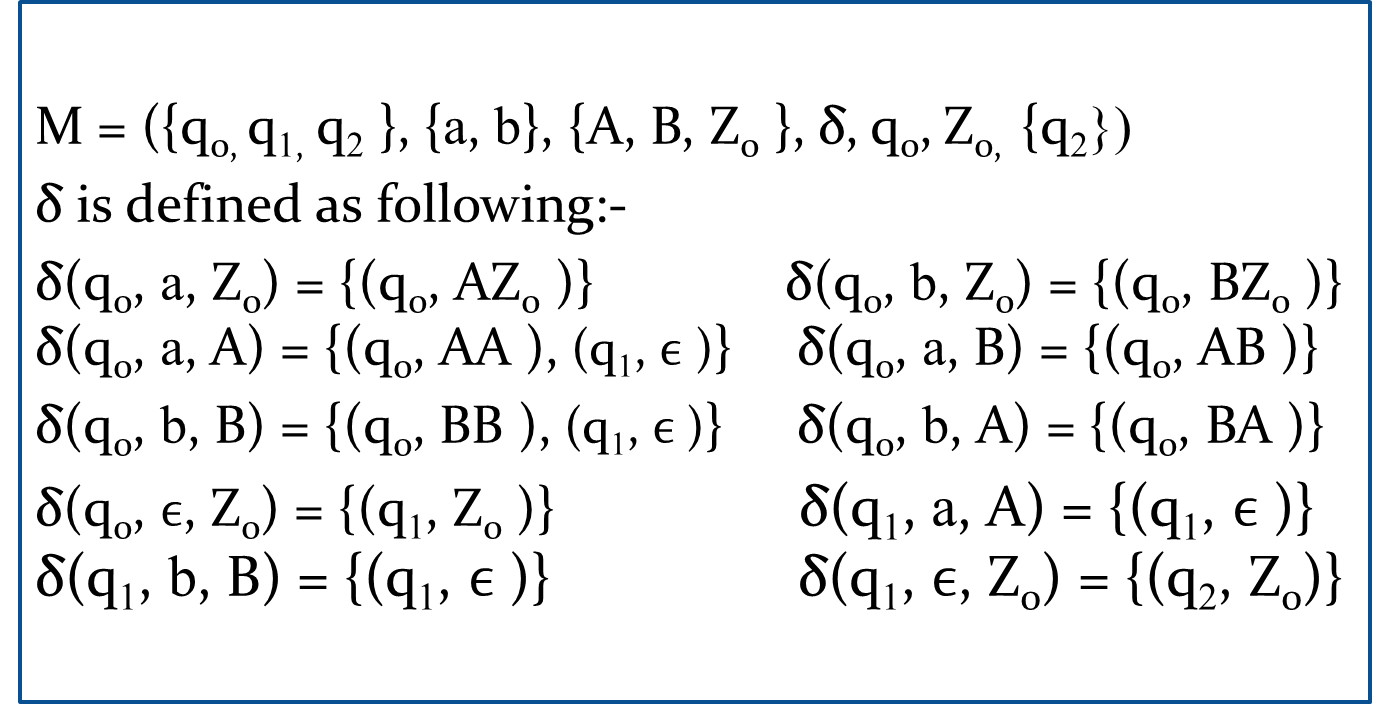 M = ({qₒ, q₁, q₂ }, {a, b}, {A, B, Zₒ }, δ, qₒ, Zₒ, {q₂})
δ is defined as following:-
δ(qₒ, a, Zₒ) = {(qₒ, AZₒ )} δ(qₒ, b, Zₒ) = {(qₒ, BZₒ )}
δ(qₒ, a, A) = {(qₒ, AA ), (q₁, ϵ )} δ(qₒ, a, B) = {(qₒ, AB )}
δ(qₒ, b, B) = {(qₒ, BB ), (q₁, ϵ )} δ(qₒ, b, A) = {(qₒ, BA )}
δ(qₒ, ϵ, Zₒ) = {(q₁, Zₒ )} δ(q₁, a, A) = {(q₁, ϵ )}
δ(q₁, b, B) = {(q₁, ϵ )} δ(q₁, ϵ, Zₒ) = {(q₂, Zₒ)}